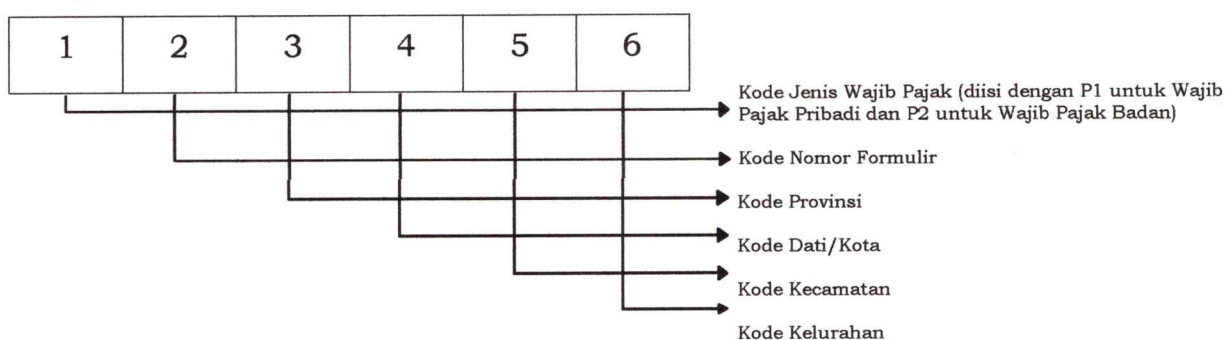 1 2 3 4 5 6
Kode Jenis Wajib Pajak (diisi dengan P1 untuk Wajib
Pajak Pribadi dan P2 untuk Wajib Pajak Badan)
Kode Nomor Formulir
Kode Provinsi
Kode Dati/Kota
Kode Kecamatan
Kode Kelurahan